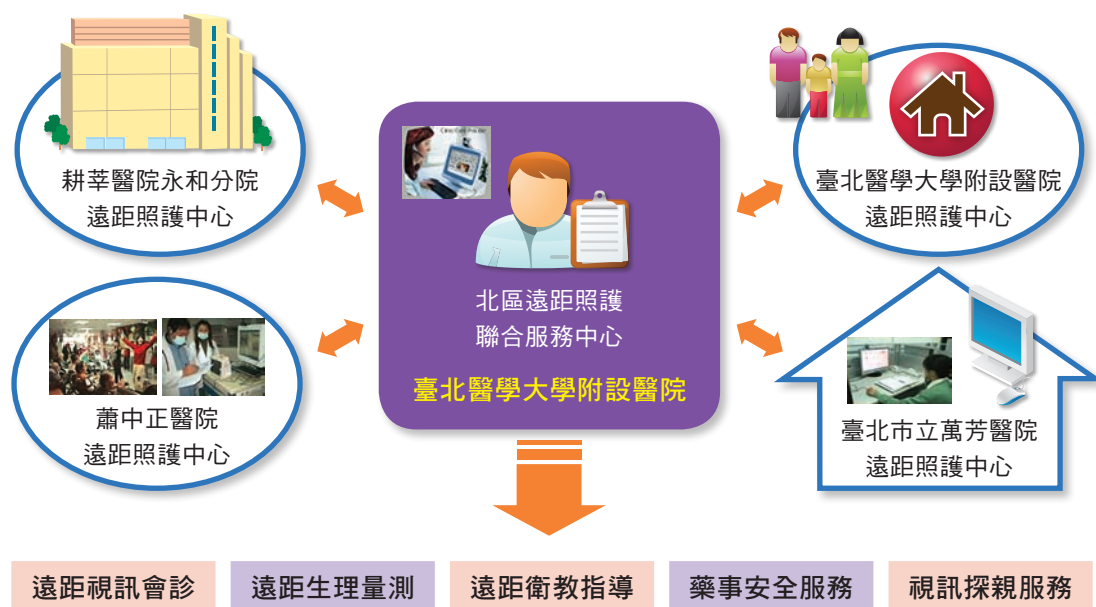 耕莘醫院永和分院
遠距照護中心
臺北醫學大學附設醫院
遠距照護中心
北區遠距照護
聯合服務中心
臺北醫學大學附設醫院
蕭中正醫院
遠距照護中心
臺北市立萬芳醫院
遠距照護中心
遠距視訊會診
遠距生理量測
遠距衛教指導
藥事安全服務
視訊探親服務